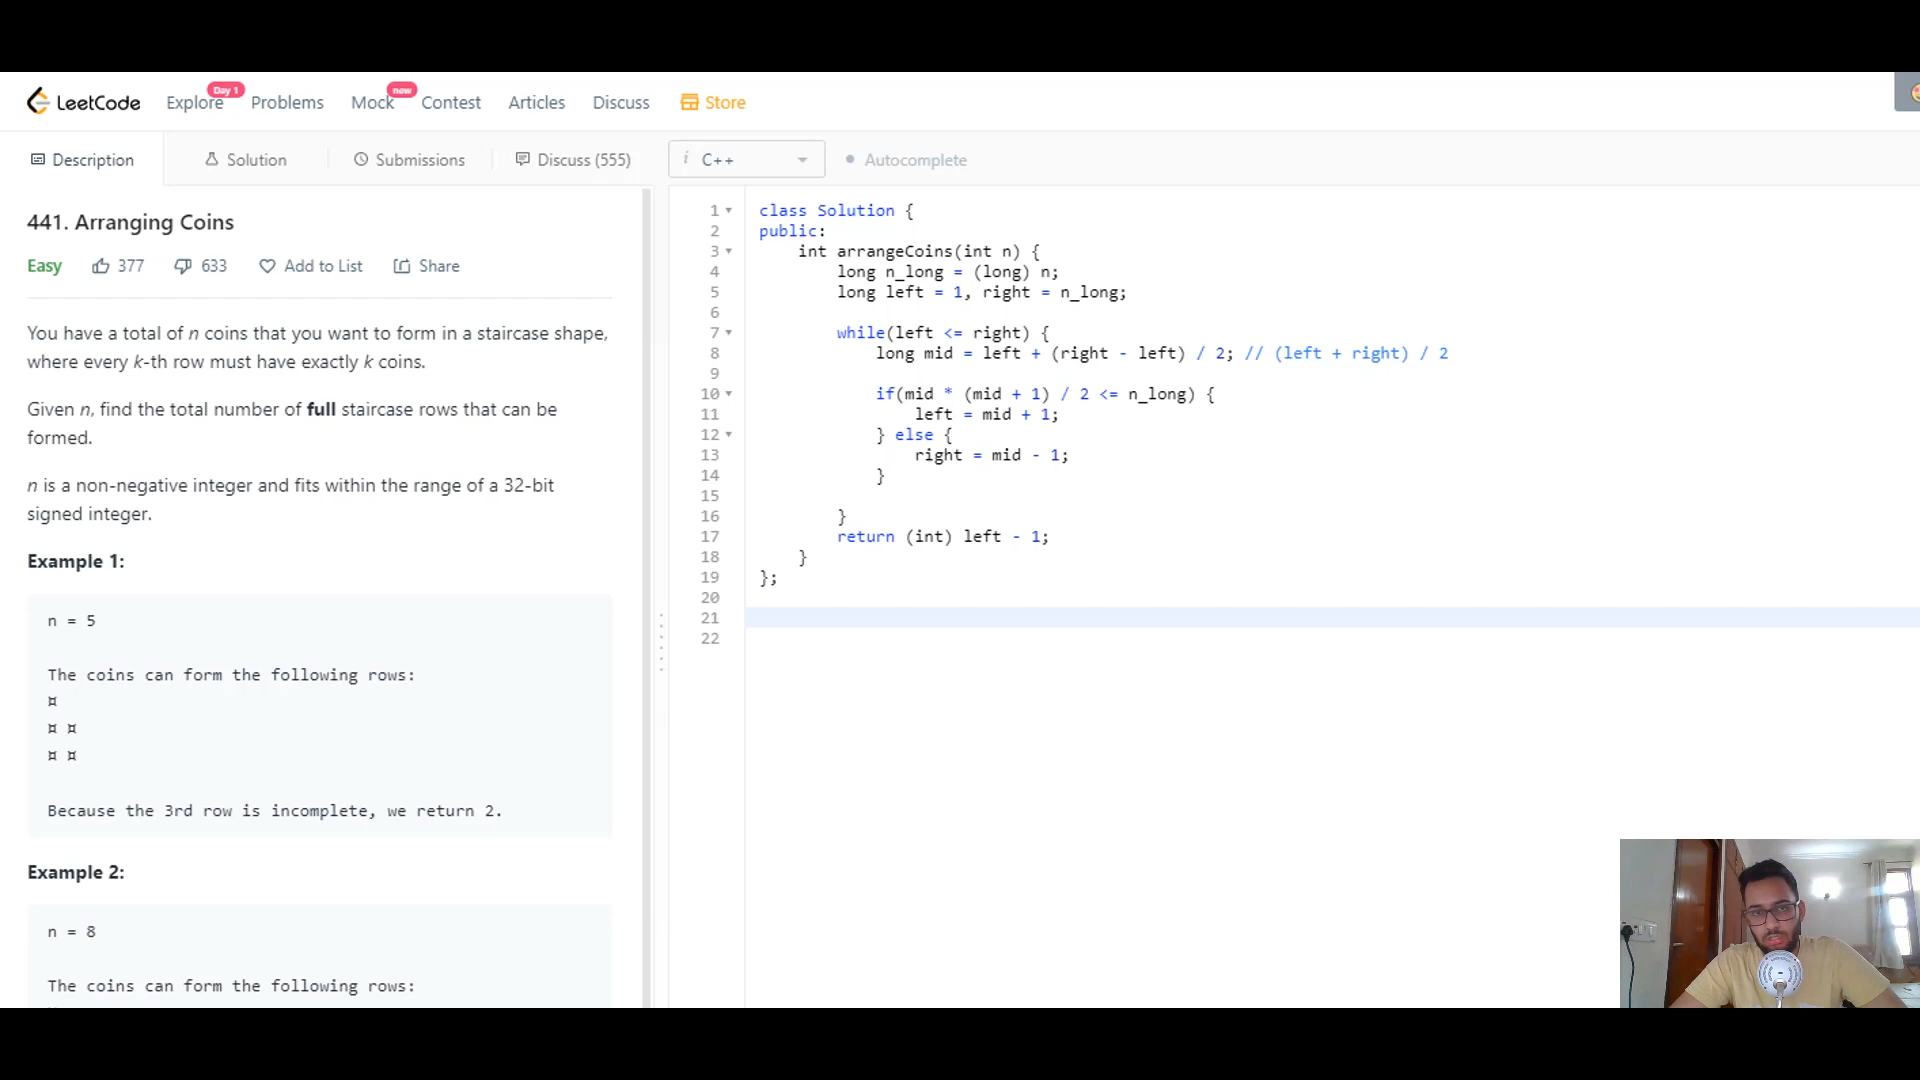 LeetCode Explore Day 1 Problems Mock new Contest Articles Discuss Store
Description Solution Submissions Discuss (555) i C++ Autocomplete
441. Arranging Coins
Easy 377 633 Add to List Share
You have a total of n coins that you want to form in a staircase shape,
where every k-th row must have exactly k coins.
Given n, find the total number of full staircase rows that can be
formed.
n is a non-negative integer and fits within the range of a 32-bit
signed integer.
Example 1:
n = 5
The coins can form the following rows:
¤
¤ ¤
¤ ¤
Because the 3rd row is incomplete, we return 2.
Example 2:
n = 8
The coins can form the following rows:
1 class Solution {
2 public:
3 int arrangeCoins(int n) {
4 long n_long = (long) n;
5 long left = 1, right = n_long;
6
7 while(left <= right) {
8 long mid = left + (right - left) / 2; // (left + right) / 2
9
10 if(mid * (mid + 1) / 2 <= n_long) {
11 left = mid + 1;
12 } else {
13 right = mid - 1;
14 }
15
16 }
17 return (int) left - 1;
18 }
19 };
20
21
22